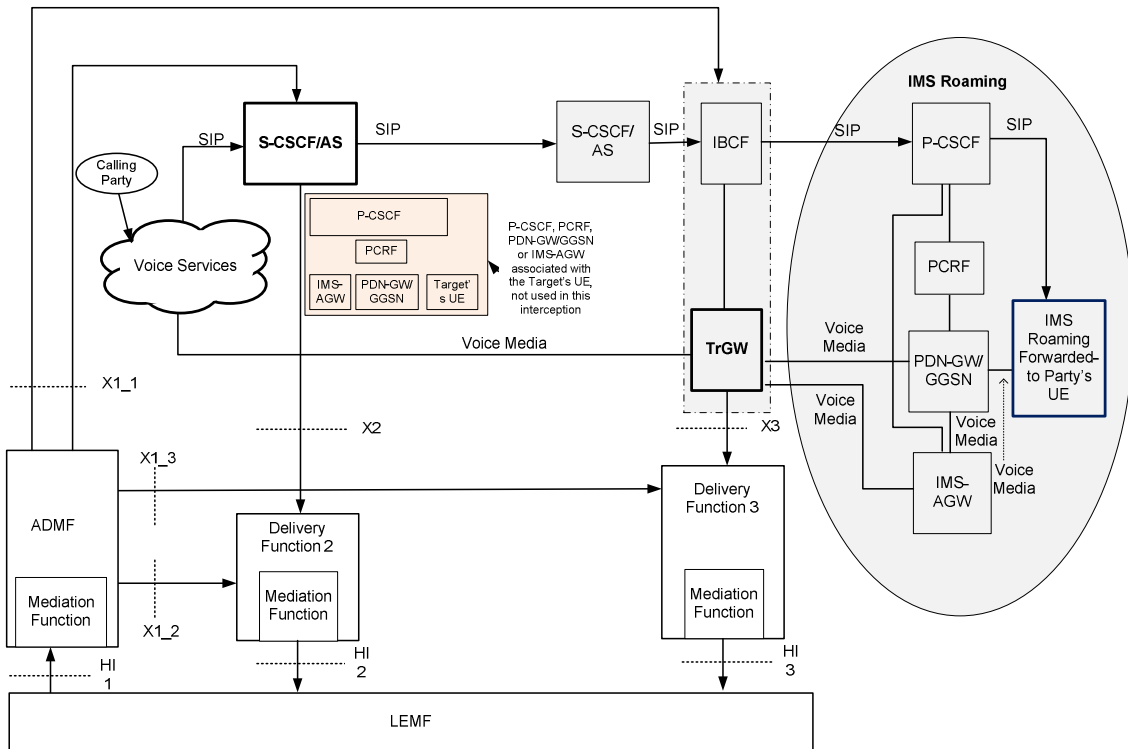 IMS Roaming
SIP
S-CSCF/AS
SIP
S-CSCF/
AS
SIP
IBCF
SIP
P-CSCF
SIP
Calling
Party
Voice Services
P-CSCF
PCRF
IMS-
AGW
PDN-GW/
GGSN
Target'
s UE
P-CSCF, PCRF,
PDN-GW/GGSN
or IMS-AGW
associated with
the Target's UE,
not used in this
interception
PCRF
Voice Media
TrGW
Voice
Media
PDN-GW/
GGSN
IMS
Roaming
Forwarded-
to Party's
UE
Voice
Media
Voice
Media
Voice
Media
IMS-
AGW
X1_1
X2
X3
X1_3
ADMF
Mediation
Function
X1_2
Delivery
Function 2
Mediation
Function
Delivery
Function 3
Mediation
Function
HI
1
HI
2
HI
3
LEMF